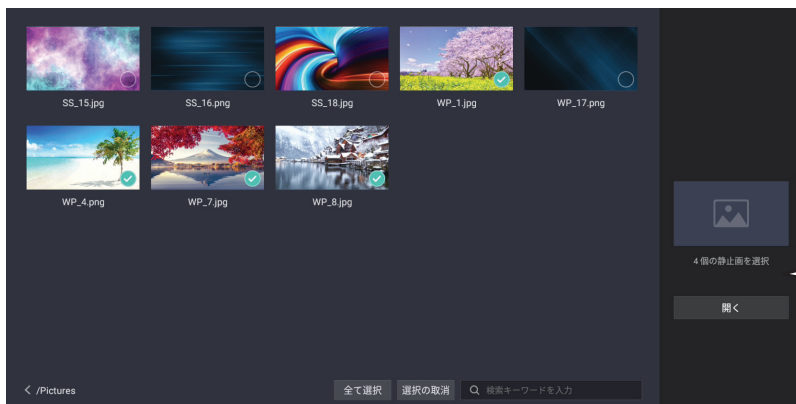 SS_15.jpg
SS_16.png
SS_18.jpg
WP_1.jpg
WP_17.png
WP_4.png
WP_7.jpg
WP_8.jpg
4 個の静止画を選択
開く
/Pictures
全て選択
選択の取消
検索キーワードを入力